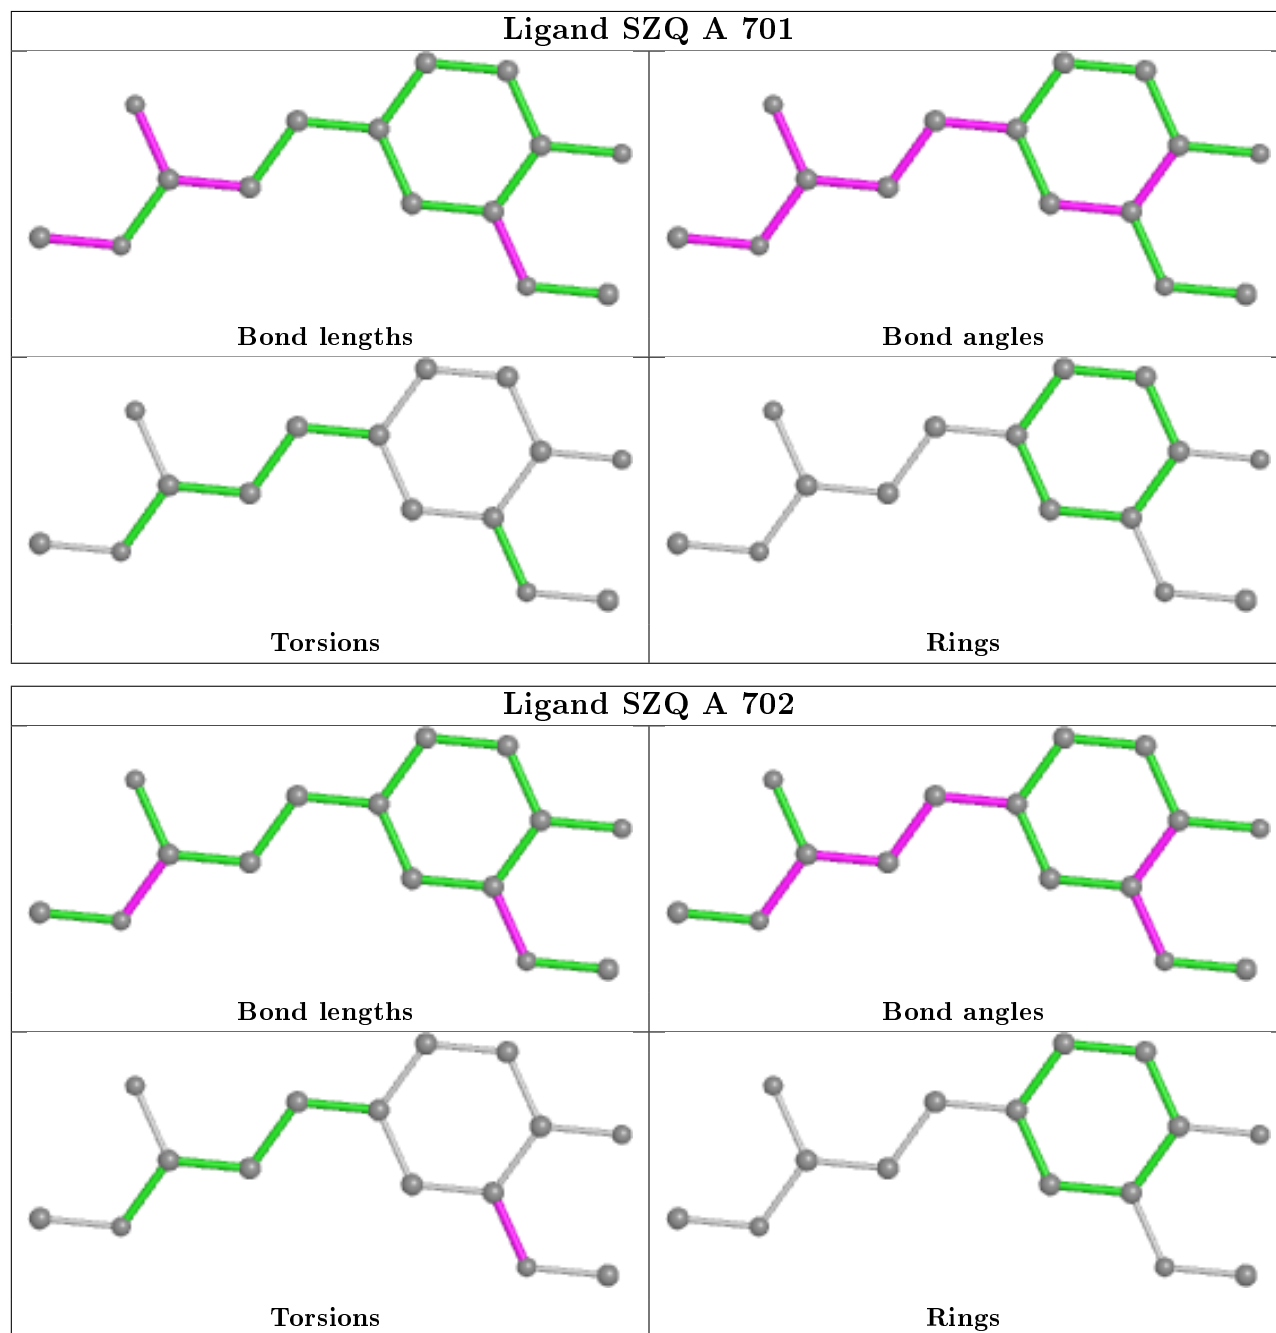 Ligand SZQ A 701
Bond lengths
Bond angles
Torsions
Rings
Ligand SZQ A 702
Bond lengths
Bond angles
Torsions
Rings